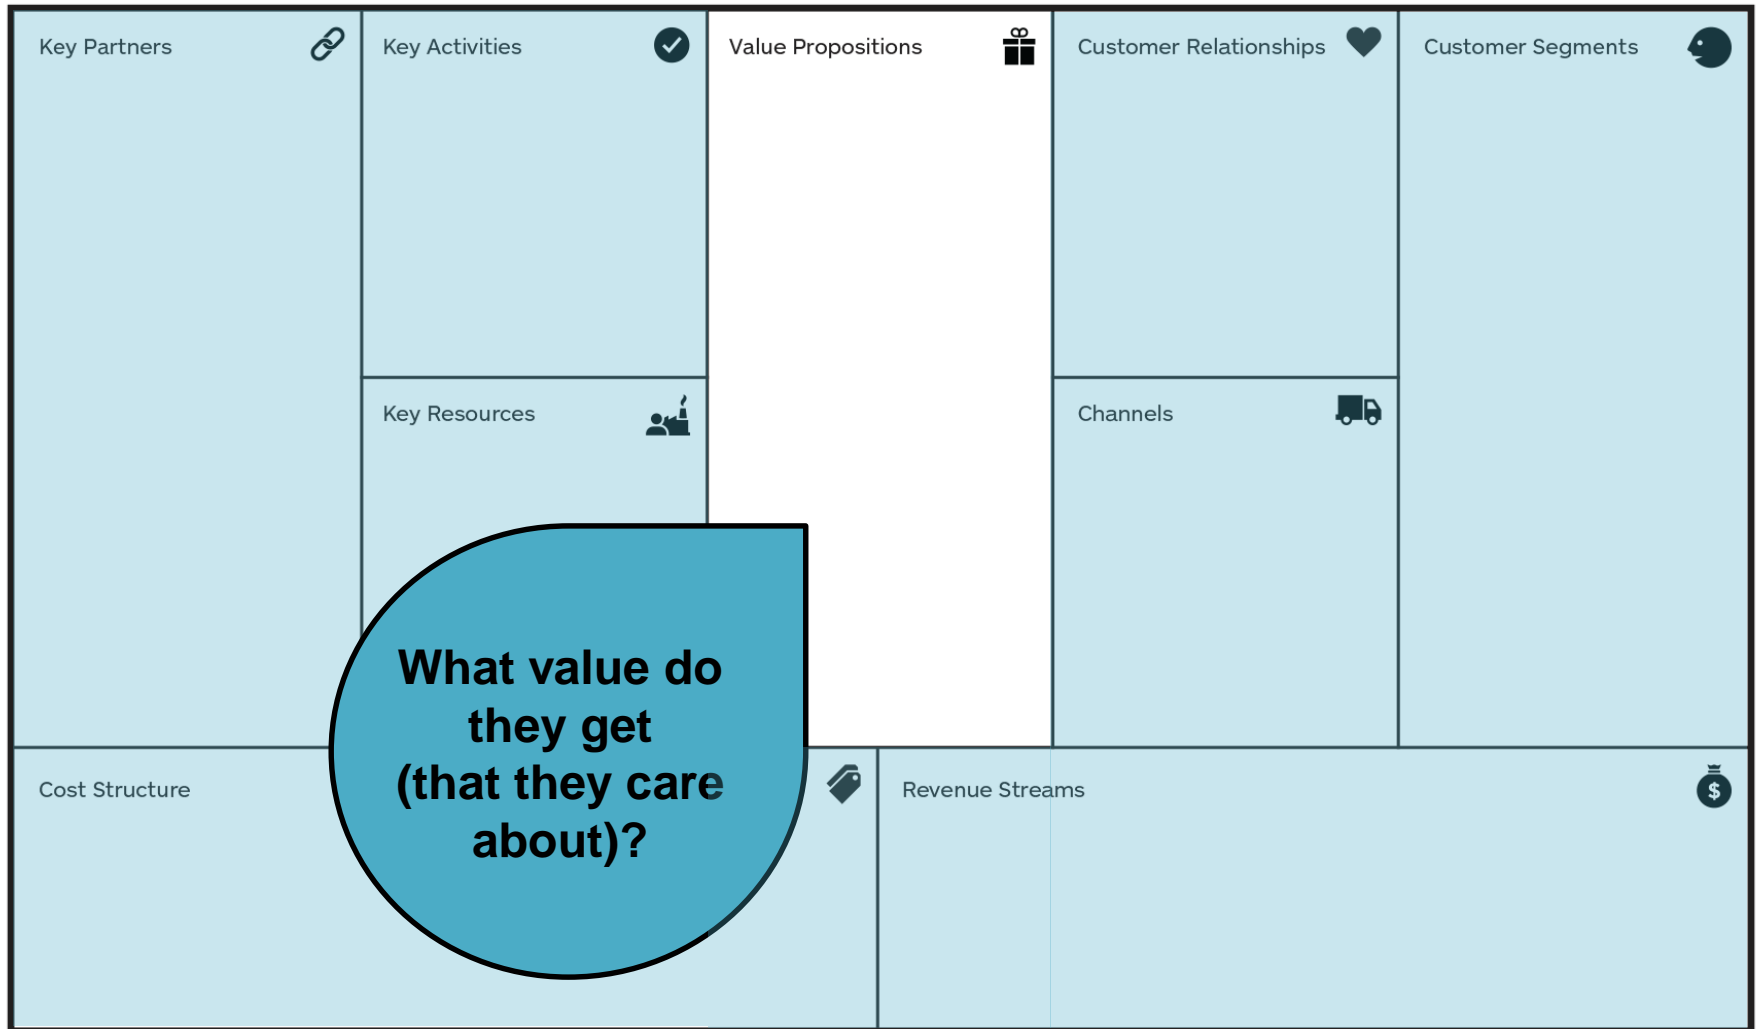 Key Partners
Key Activities
Value Propositions
Customer Relationships
Customer Segments
Key Resources
Channels
What value do
they get
(that they care
about)?
Cost Structure
Revenue Streams
$